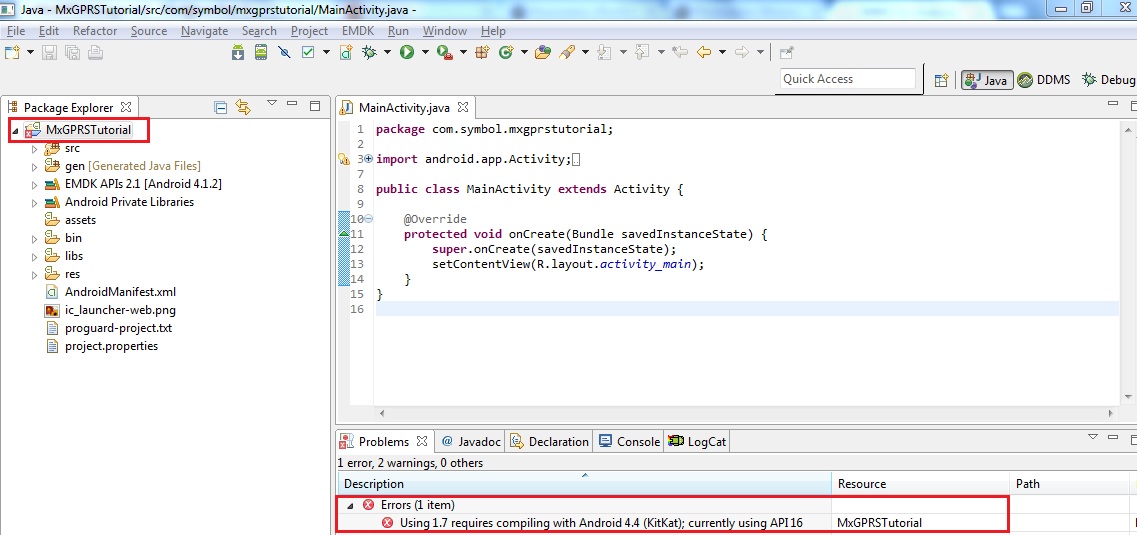 Java - MxGPRSTutorial/src/com/symbol/mxgprstutorial/MainActivity.java -
File Edit Refactor Source Navigate Search Project EMDK Run Window Help
Quick Access
Java DDMS Debug
Package Explorer
MxGPRSTutorial
src
gen [Generated Java Files]
EMDK APIs 2.1 [Android 4.1.2]
Android Private Libraries
assets
bin
libs
res
AndroidManifest.xml
ic_launcher-web.png
proguard-project.txt
project.properties
MainActivity.java
1 package com.symbol.mxgprstutorial;
2
3 import android.app.Activity;
7
8 public class MainActivity extends Activity {
9
10 @Override
11 protected void onCreate(Bundle savedInstanceState) {
12 super.onCreate(savedInstanceState);
13 setContentView(R.layout.activity_main);
14 }
15 }
16
Problems @ Javadoc Declaration Console LogCat
1 error, 2 warnings, 0 others
Description Resource Path
Errors (1 item)
Using 1.7 requires compiling with Android 4.4 (KitKat); currently using API 16 MxGPRSTutorial